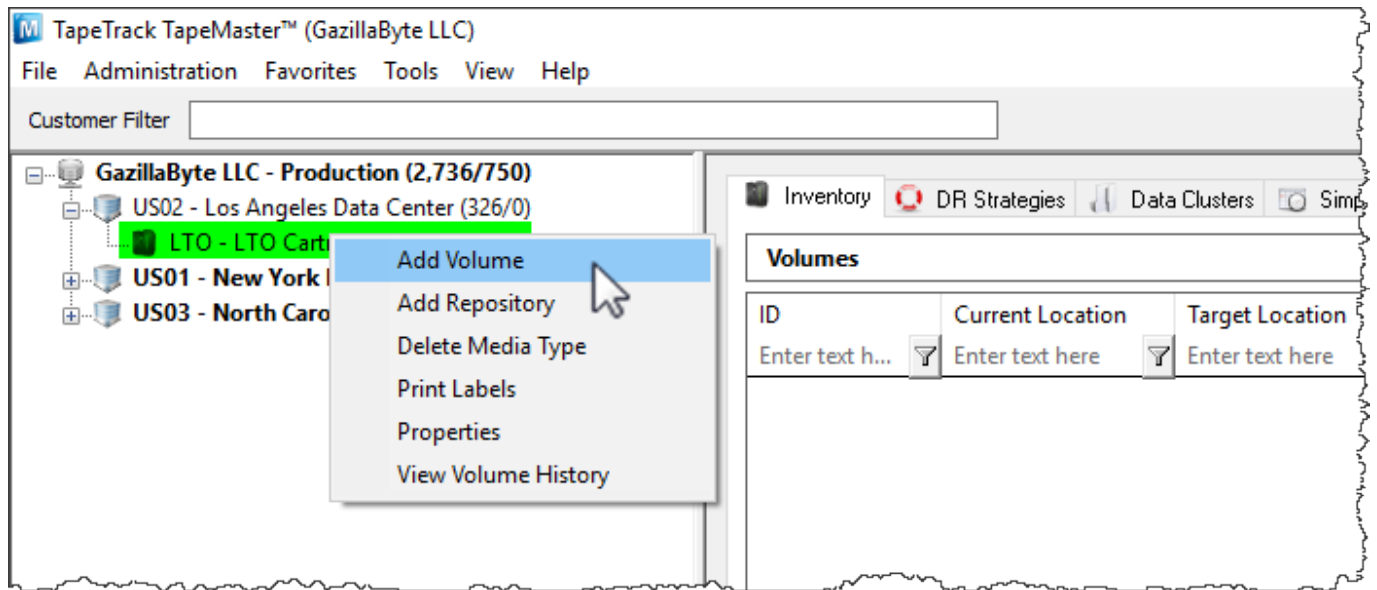 TapeTrack TapeMaster™ (GazillaByte LLC)
File Administration Favorites Tools View Help
Customer Filter
GazillaByte LLC - Production (2,736/750)
US02 - Los Angeles Data Center (326/0)
LTO - LTO Cart
US01 - New York
US03 - North Caro
Add Volume
Add Repository
Delete Media Type
Print Labels
Properties
View Volume History
Inventory DR Strategies Data Clusters Simp
Volumes
ID Current Location Target Location
Enter text h... Enter text here Enter text here